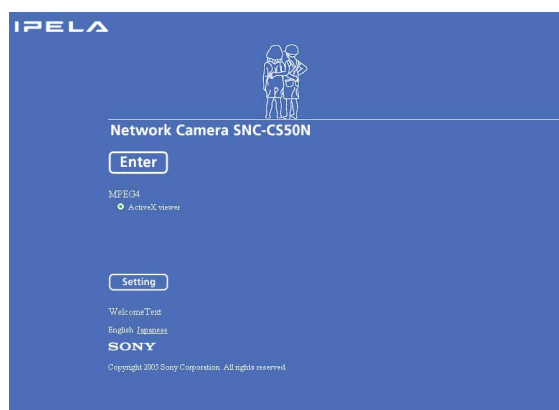 IPELA
Network Camera SNC-CS50N
Enter
MPEG4
ActiveX viewer
Setting
WelcomeText
English Japanese
SONY
Copyright 2005 Sony Corporation. All rights reserved.